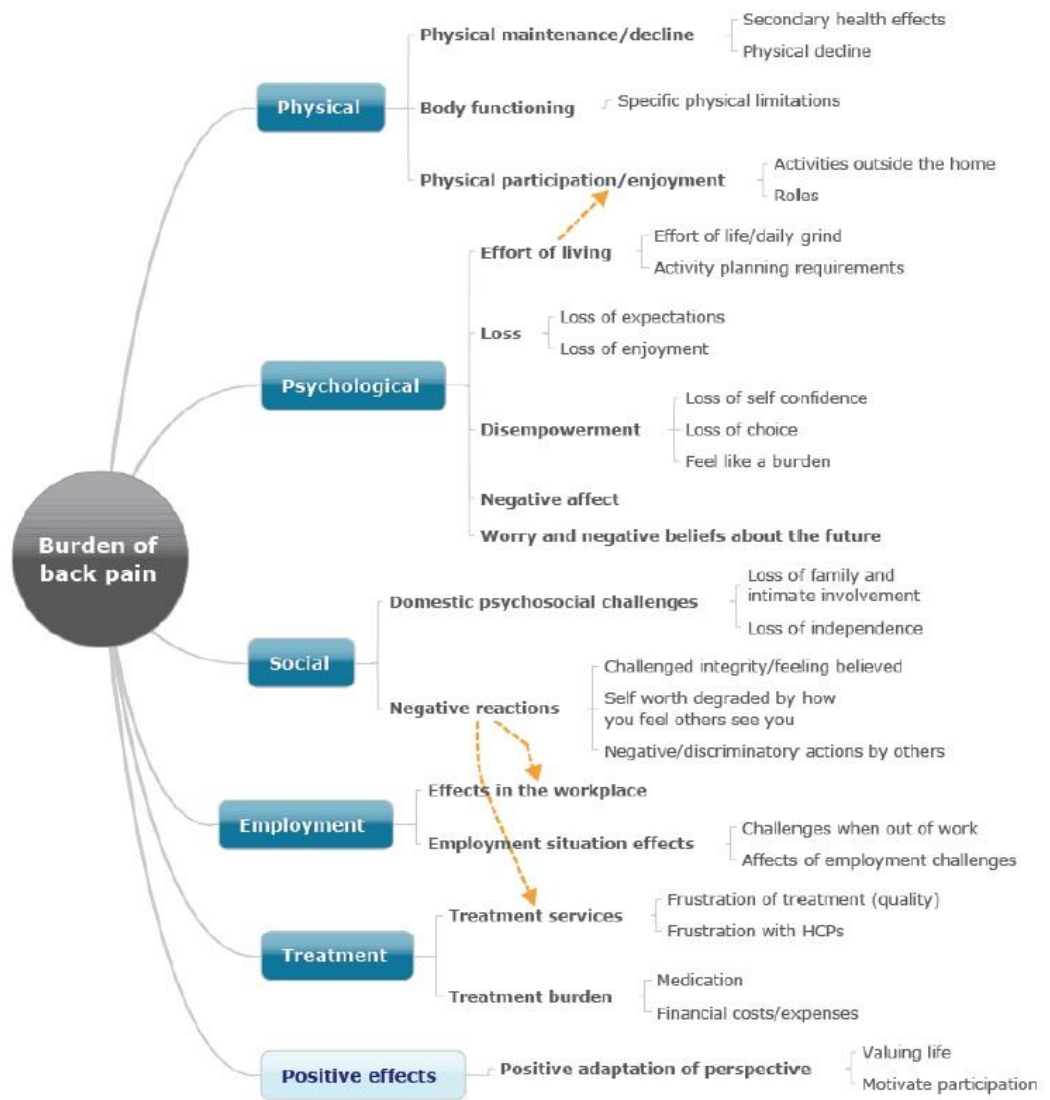 Burden of
back pain
Physical
Physical maintenance/decline
Secondary health effects
Physical decline
Body functioning
Specific physical limitations
Physical participation/enjoyment
Activities outside the home
Roles
Psychological
Effort of living
Effort of life/daily grind
Activity planning requirements
Loss
Loss of expectations
Loss of enjoyment
Disempowerment
Loss of self confidence
Loss of choice
Feel like a burden
Negative affect
Worry and negative beliefs about the future
Social
Domestic psychosocial challenges
Loss of family and
intimate involvement
Loss of independence
Negative reactions
Challenged integrity/feeling believed
Self worth degraded by how
you feel others see you
Negative/discriminatory actions by others
Employment
Effects in the workplace
Employment situation effects
Challenges when out of work
Affects of employment challenges
Treatment
Treatment services
Frustration of treatment (quality)
Frustration with HCPs
Treatment burden
Medication
Financial costs/expenses
Positive effects
Positive adaptation of perspective
Valuing life
Motivate participation